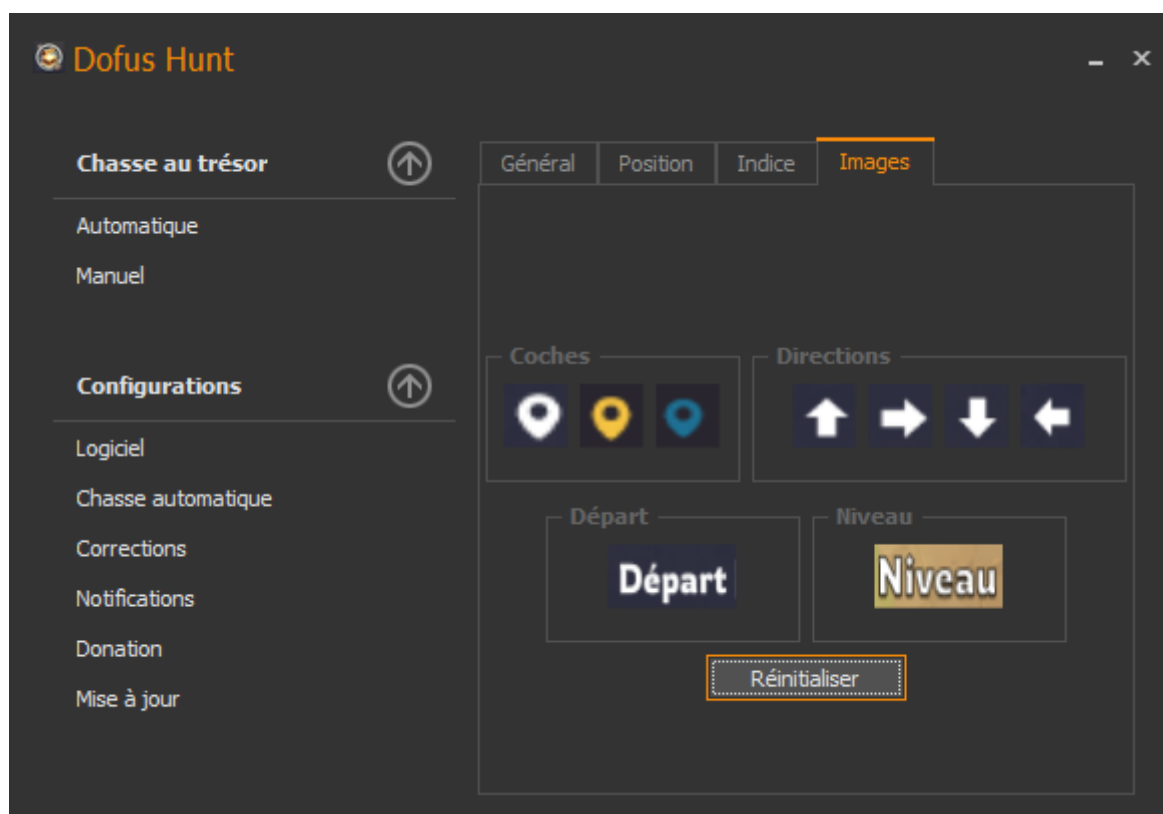 Dofus Hunt
Chasse au trésor
Automatique
Manuel
Configurations
Logiciel
Chasse automatique
Corrections
Notifications
Donation
Mise à jour
Général Position Indice Images
Coches Directions
Départ Niveau
Départ Niveau
Réinitialiser